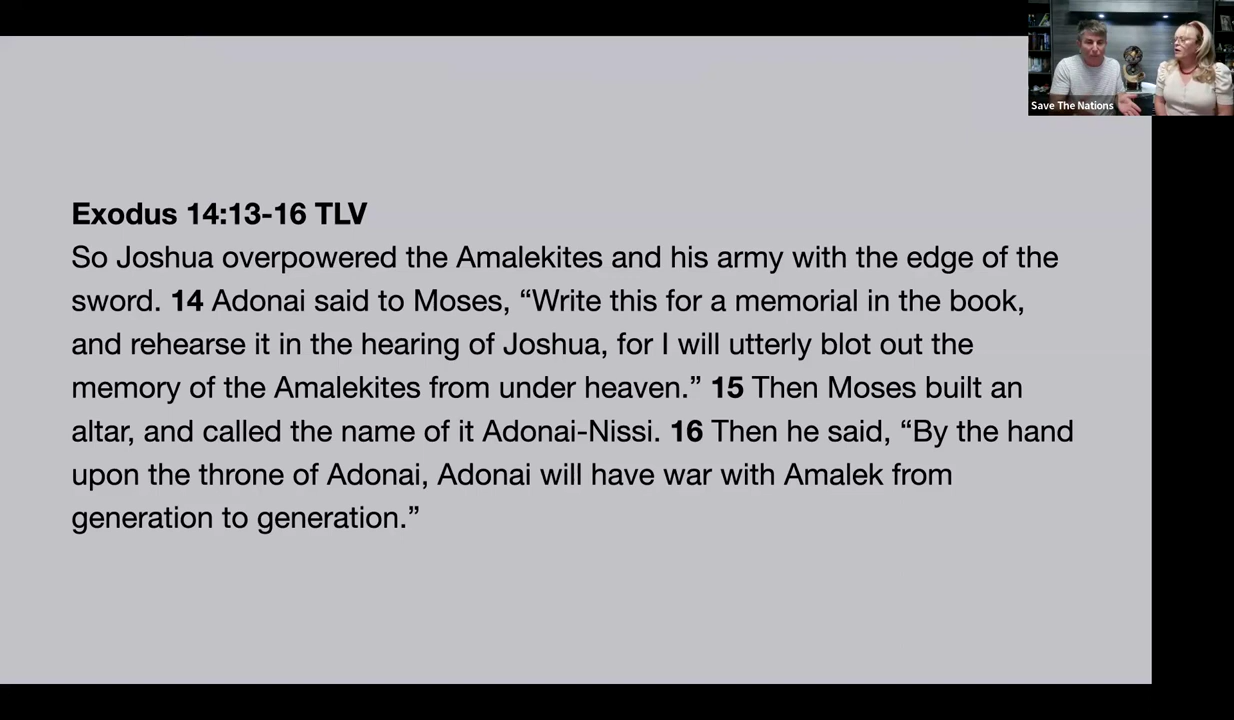 Save The Nations
Exodus 14:13-16 TLV
So Joshua overpowered the Amalekites and his army with the edge of the
sword. 14 Adonai said to Moses, “Write this for a memorial in the book,
and rehearse it in the hearing of Joshua, for I will utterly blot out the
memory of the Amalekites from under heaven.” 15 Then Moses built an
altar, and called the name of it Adonai-Nissi. 16 Then he said, “By the hand
upon the throne of Adonai, Adonai will have war with Amalek from
generation to generation.”